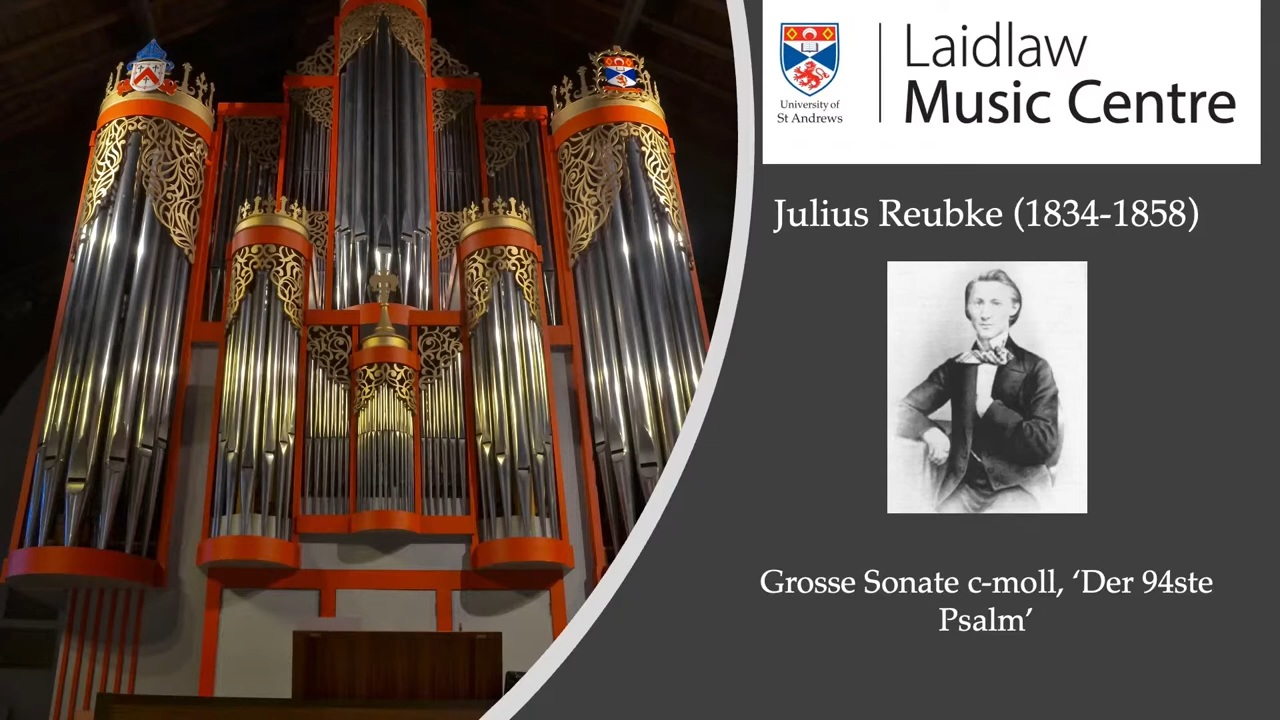 University of
St Andrews
Laidlaw
Music Centre
Julius Reubke (1834-1858)
Grosse Sonate c-moll, ‘Der 94ste
Psalm’